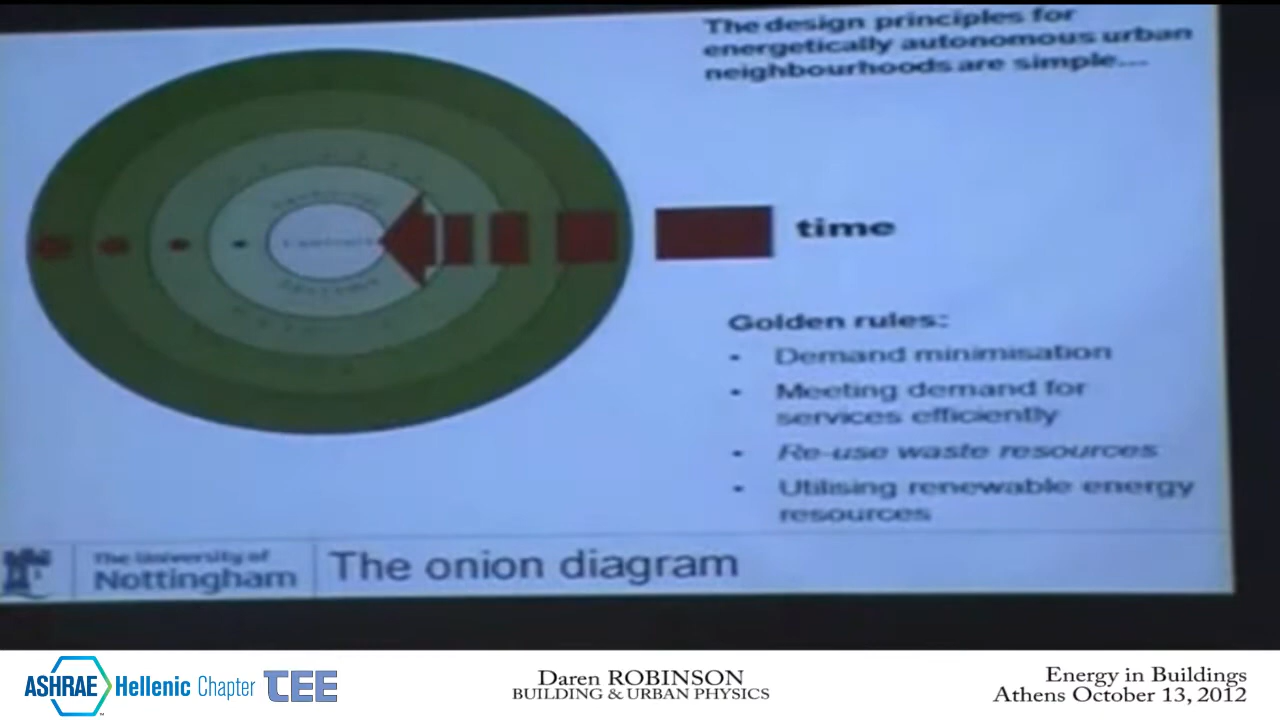 The design principles for
energetically autonomous urban
neighbourhoods are simple...
time
Golden rules:
• Demand minimisation
• Meeting demand for
services efficiently
• Re-use waste resources
• Utilising renewable energy
resources
The University of
Nottingham
The onion diagram
ASHRAE Hellenic Chapter TEE
Daren ROBINSON
BUILDING & URBAN PHYSICS
Energy in Buildings
Athens October 13, 2012